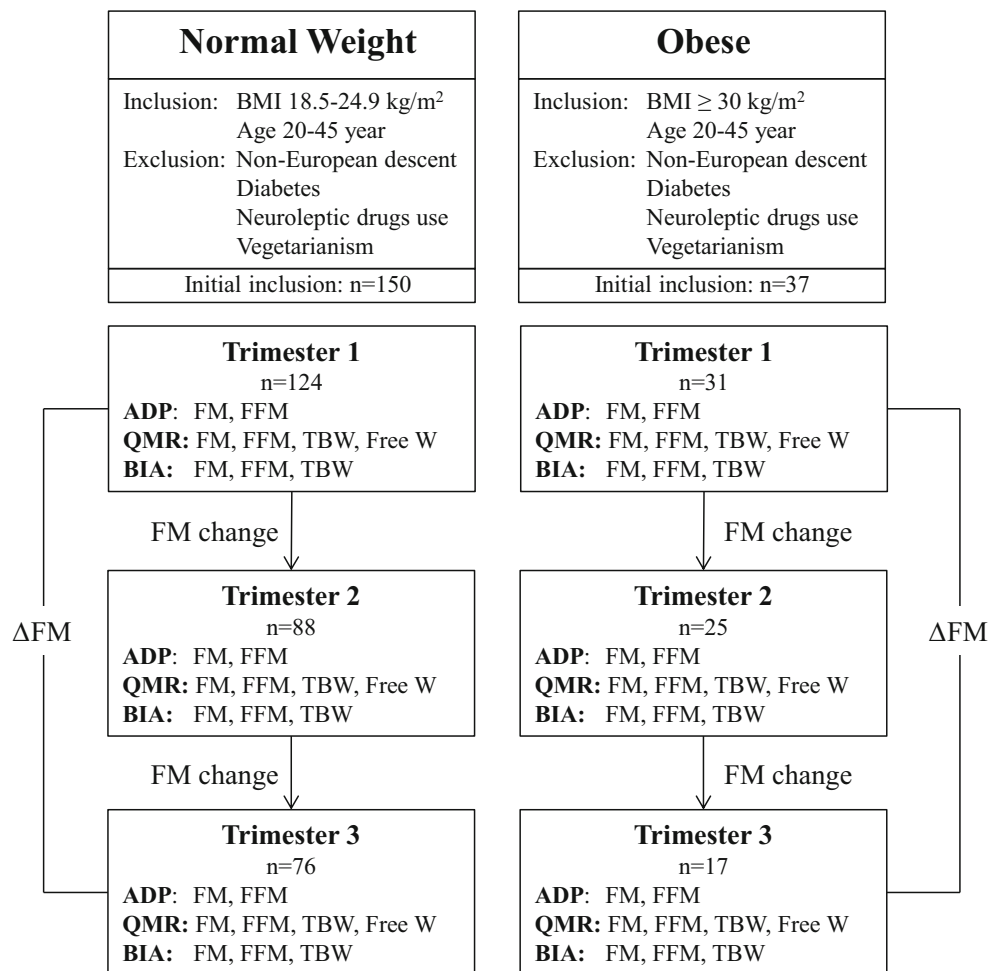 Normal Weight
Inclusion: BMI 18.5-24.9 kg/m²
Age 20-45 year
Exclusion: Non-European descent
Diabetes
Neuroleptic drugs use
Vegetarianism
Initial inclusion: n=150
Obese
Inclusion: BMI ≥ 30 kg/m²
Age 20-45 year
Exclusion: Non-European descent
Diabetes
Neuroleptic drugs use
Vegetarianism
Initial inclusion: n=37
Trimester 1
n=124
ADP: FM, FFM
QMR: FM, FFM, TBW, Free W
BIA: FM, FFM, TBW
Trimester 1
n=31
ADP: FM, FFM
QMR: FM, FFM, TBW, Free W
BIA: FM, FFM, TBW
FM change
FM change
ΔFM
Trimester 2
n=88
ADP: FM, FFM
QMR: FM, FFM, TBW, Free W
BIA: FM, FFM, TBW
Trimester 2
n=25
ADP: FM, FFM
QMR: FM, FFM, TBW, Free W
BIA: FM, FFM, TBW
ΔFM
FM change
FM change
Trimester 3
n=76
ADP: FM, FFM
QMR: FM, FFM, TBW, Free W
BIA: FM, FFM, TBW
Trimester 3
n=17
ADP: FM, FFM
QMR: FM, FFM, TBW, Free W
BIA: FM, FFM, TBW